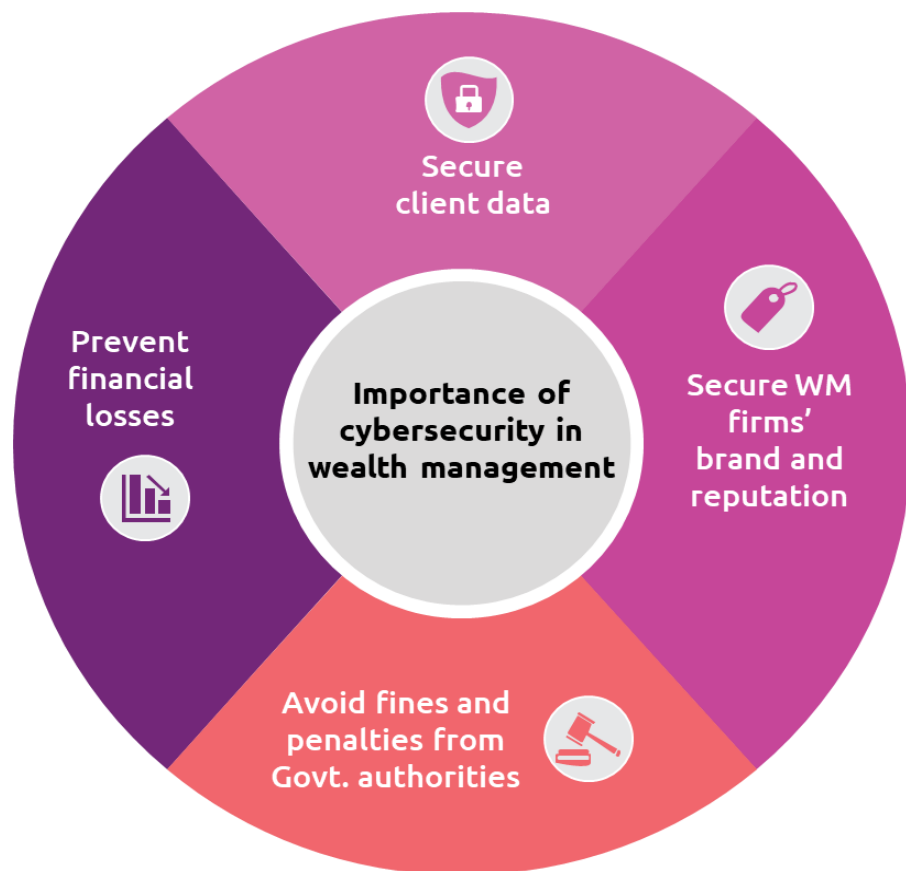 Secure
client data
Prevent
financial
losses
Importance of
cybersecurity in
wealth management
Secure WM
firms’
brand and
reputation
Avoid fines and
penalties from
Govt. authorities